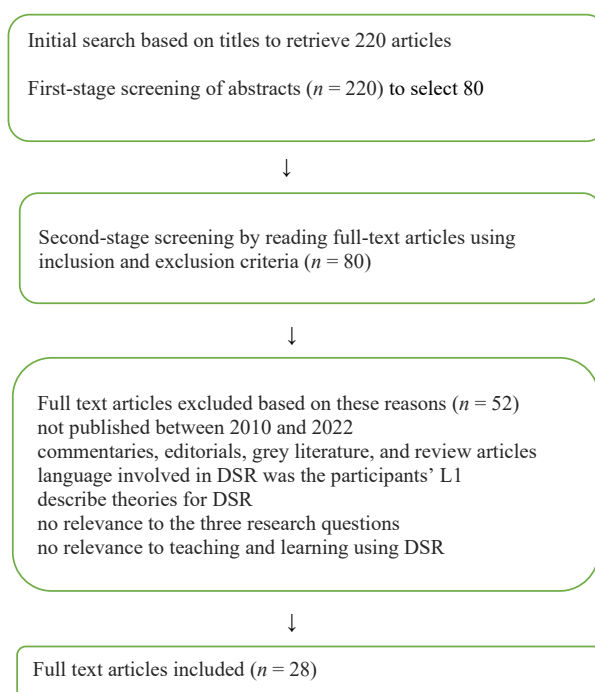 Initial search based on titles to retrieve 220 articles
First-stage screening of abstracts (n = 220) to select 80
↓
Second-stage screening by reading full-text articles using
inclusion and exclusion criteria (n = 80)
↓
Full text articles excluded based on these reasons (n = 52)
not published between 2010 and 2022
commentaries, editorials, grey literature, and review articles
language involved in DSR was the participants’ L1
describe theories for DSR
no relevance to the three research questions
no relevance to teaching and learning using DSR
↓
Full text articles included (n = 28)